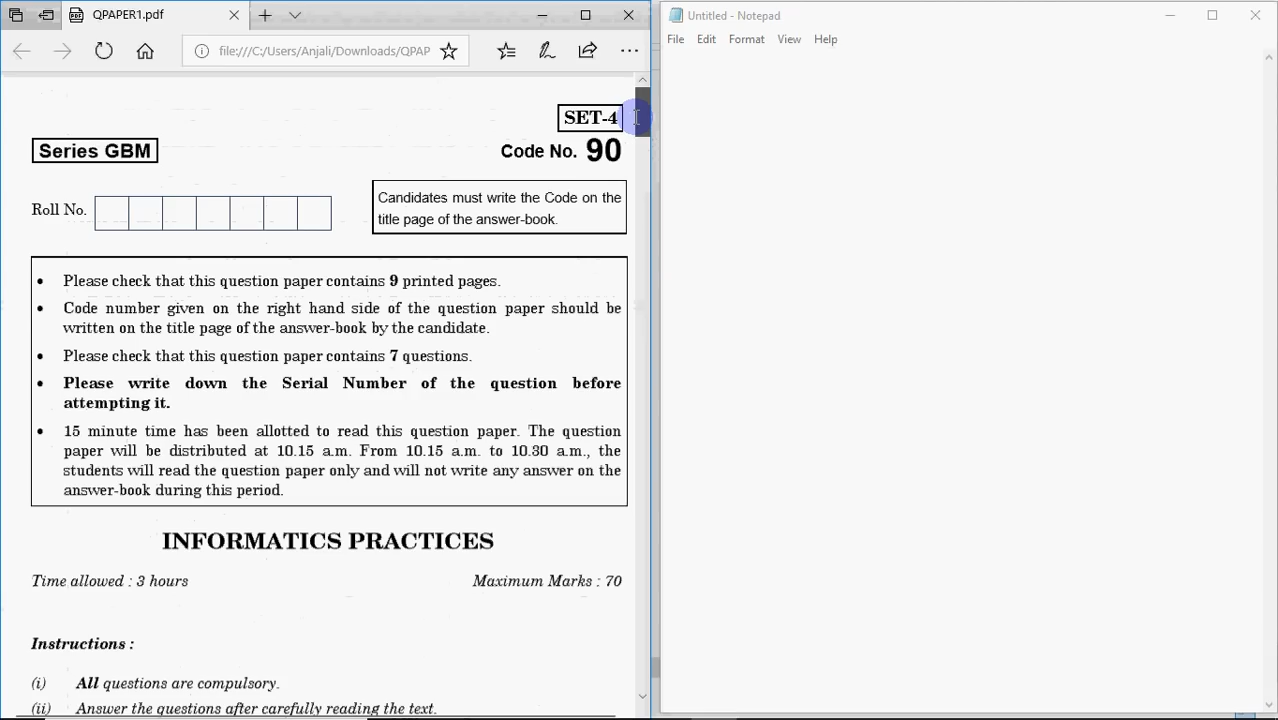 QPAPER1.pdf
file:///C:/Users/Anjali/Downloads/QPAP
SET-4
Series GBM
Code No. 90
Roll No.
Candidates must write the Code on the
title page of the answer-book.
• Please check that this question paper contains 9 printed pages.
• Code number given on the right hand side of the question paper should be
written on the title page of the answer-book by the candidate.
• Please check that this question paper contains 7 questions.
• Please write down the Serial Number of the question before
attempting it.
• 15 minute time has been allotted to read this question paper. The question
paper will be distributed at 10.15 a.m. From 10.15 a.m. to 10.30 a.m., the
students will read the question paper only and will not write any answer on the
answer-book during this period.
INFORMATICS PRACTICES
Time allowed : 3 hours Maximum Marks : 70
Instructions :
(i) All questions are compulsory.
(ii) Answer the questions after carefully reading the text.
Untitled - Notepad
File Edit Format View Help